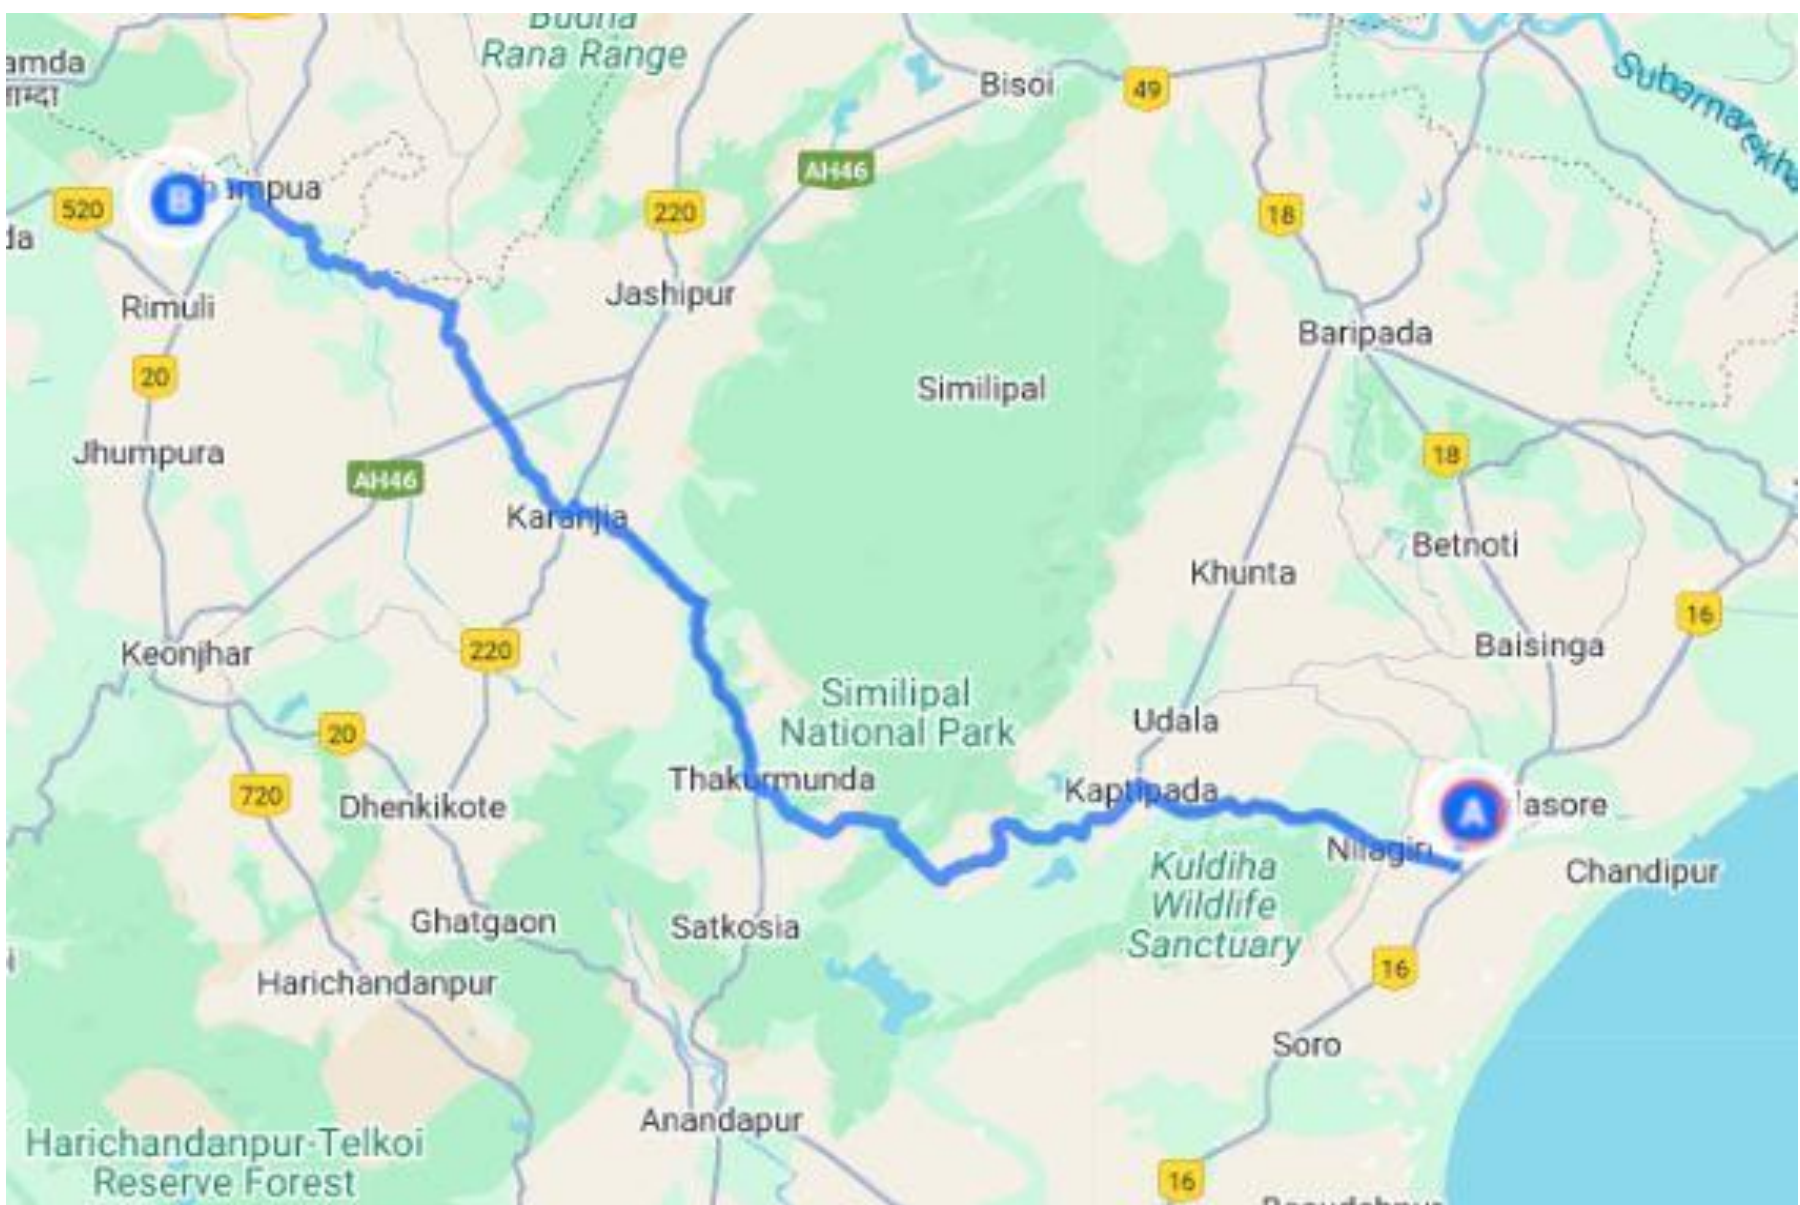 Rana Range
amda
Bisoi
49
Subarnarekha
AH46
B
520
220
18
Jashipur
Rimuli
Baripada
20
Similipal
Jhumpura
18
AH46
Karanjia
Betnoti
Khunta
16
Keonjhar
220
Baisinga
Similipal
National Park
Udala
20
Thakurmunda
Kaptipada
720
Dhenkikote
A
lasore
Nilagiri
Kuldiha
Wildlife
Sanctuary
Chandipur
Ghatgaon
Satkosia
16
Harichandanpur
Soro
Anandapur
Harichandanpur-Telkoi
Reserve Forest
16